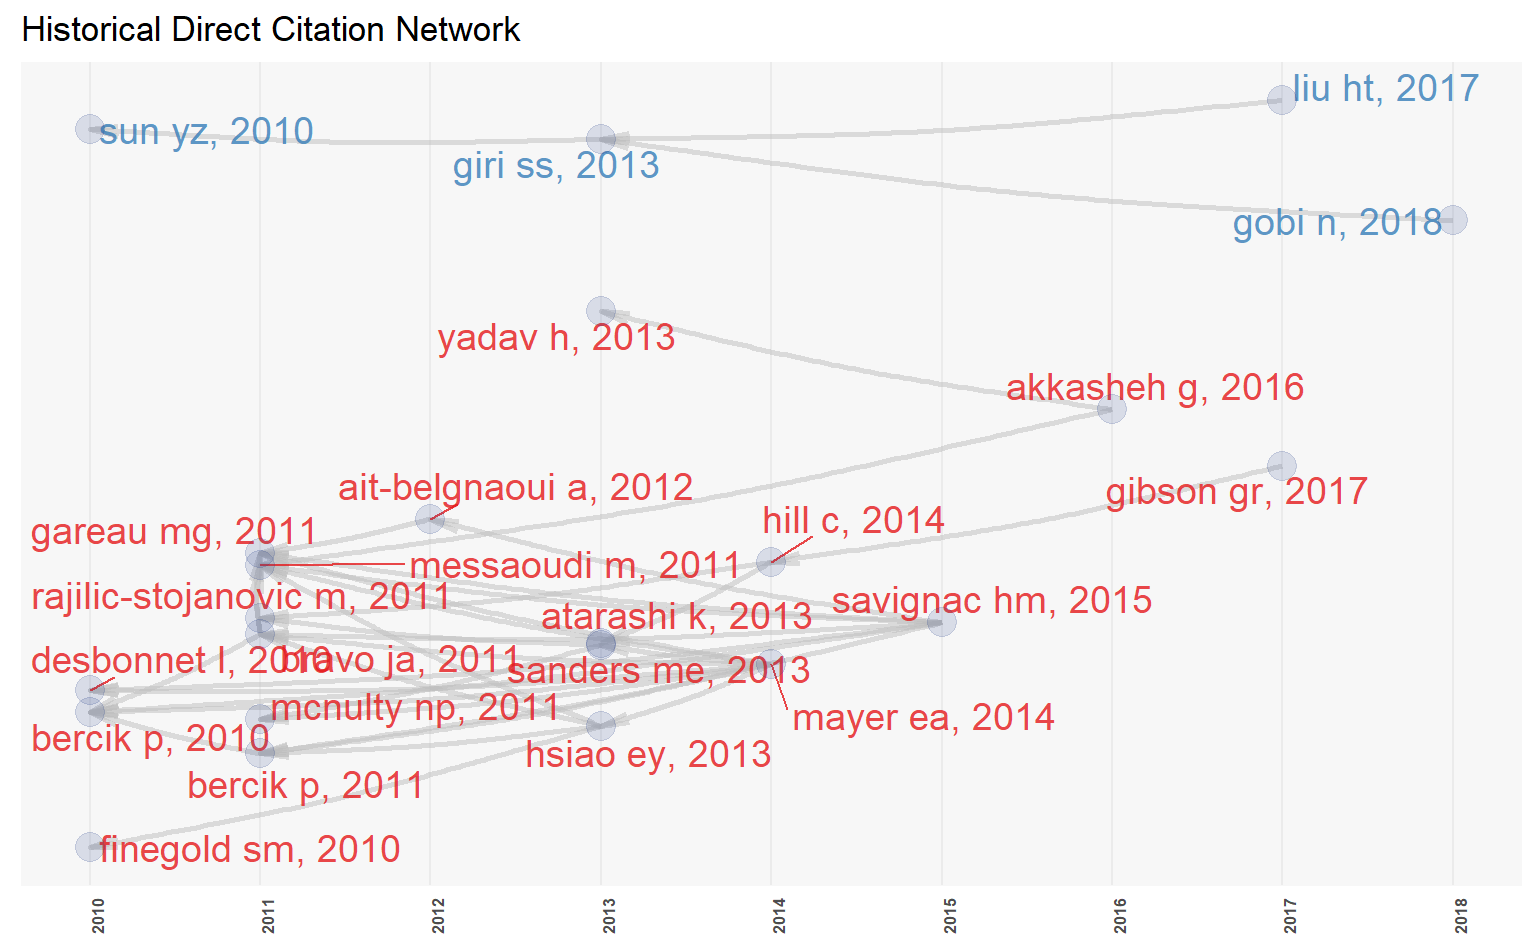 Historical Direct Citation Network
liu ht, 2017
sun yz, 2010
giri ss, 2013
gobi n, 2018
yadav h, 2013
akkasheh g, 2016
ait-belgnaoui a, 2012
gibson gr, 2017
hill c, 2014
gareau mg, 2011
messaoudi m, 2011
rajilic-stojanovic m, 2011
savignac hm, 2015
atarashi k, 2013
desbonnet l, 2010
bravo ja, 2011
sanders me, 2013
mcnulty np, 2011
mayer ea, 2014
bercik p, 2010
hsiao ey, 2013
bercik p, 2011
finegold sm, 2010
2010
2011
2012
2013
2014
2015
2016
2017
2018